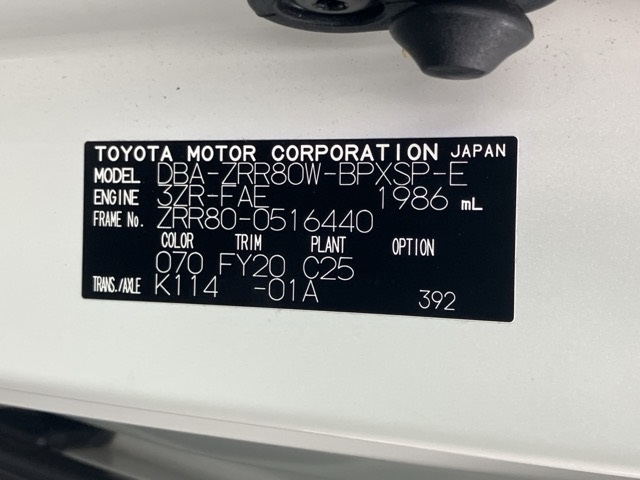 TOYOTA MOTOR CORPORATION JAPAN
MODEL DBA-ZRR80W-BPXSP-E
ENGINE 3ZR-FAE 1986 mL
FRAME No. ZRR80-0516440
COLOR TRIM PLANT OPTION
070 FY20 C25
TRANS./AXLE K114 -01A 392